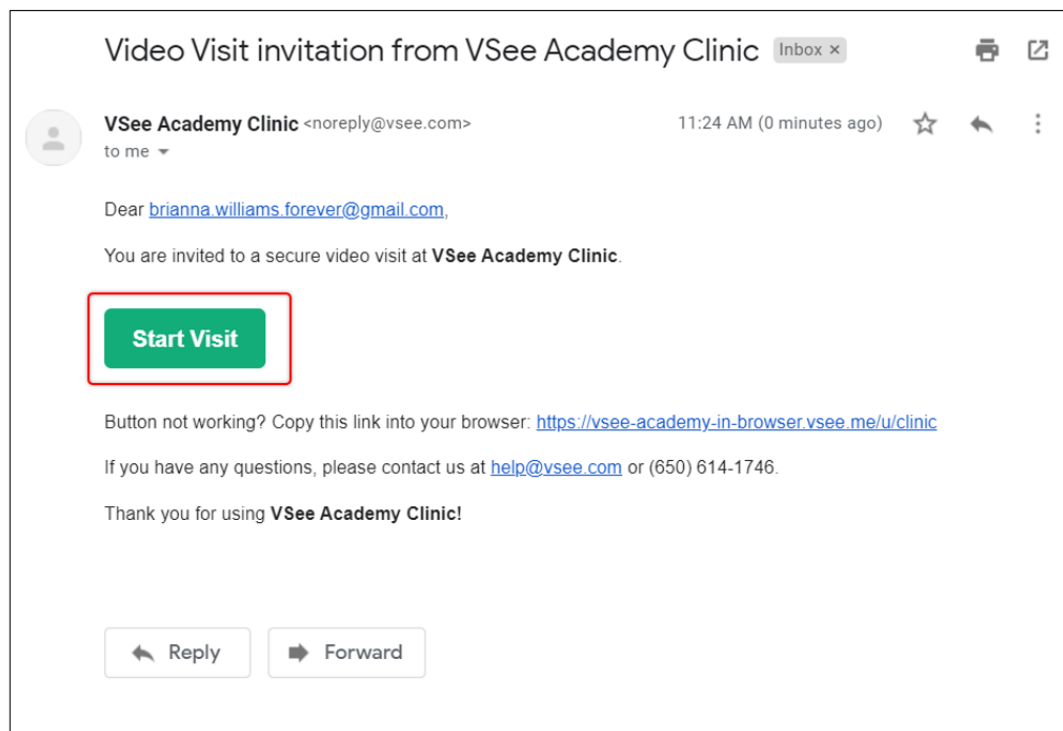 Video Visit invitation from VSee Academy Clinic Inbox ×
VSee Academy Clinic <noreply@vsee.com> 11:24 AM (0 minutes ago)
to me
Dear brianna.williams.forever@gmail.com,
You are invited to a secure video visit at VSee Academy Clinic.
Start Visit
Button not working? Copy this link into your browser: https://vsee-academy-in-browser.vsee.me/u/clinic
If you have any questions, please contact us at help@vsee.com or (650) 614-1746.
Thank you for using VSee Academy Clinic!
Reply Forward